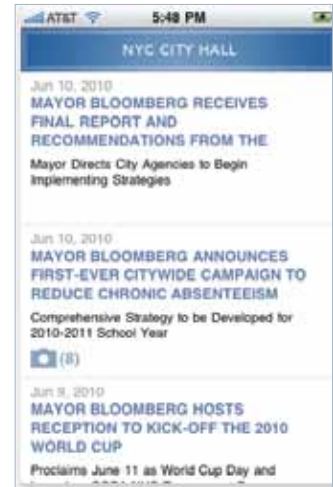 AT&T 5:48 PM
NYC CITY HALL
Jun 10, 2010
MAYOR BLOOMBERG RECEIVES
FINAL REPORT AND
RECOMMENDATIONS FROM THE
Mayor Directs City Agencies to Begin
Implementing Strategies
Jun 10, 2010
MAYOR BLOOMBERG ANNOUNCES
FIRST-EVER CITYWIDE CAMPAIGN TO
REDUCE CHRONIC ABSENTEEISM
Comprehensive Strategy to be Developed for
2010-2011 School Year
(8)
Jun 9, 2010
MAYOR BLOOMBERG HOSTS
RECEPTION TO KICK-OFF THE 2010
WORLD CUP
Proclaims June 11 as World Cup Day and